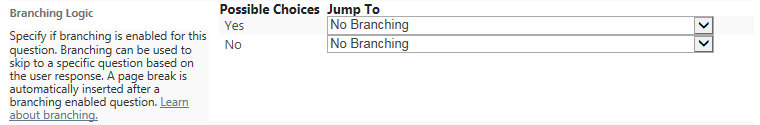 Branching Logic
Specify if branching is enabled for this
question. Branching can be used to
skip to a specific question based on
the user response. A page break is
automatically inserted after a
branching enabled question. Learn
about branching.
Possible Choices Jump To
Yes No Branching
No No Branching